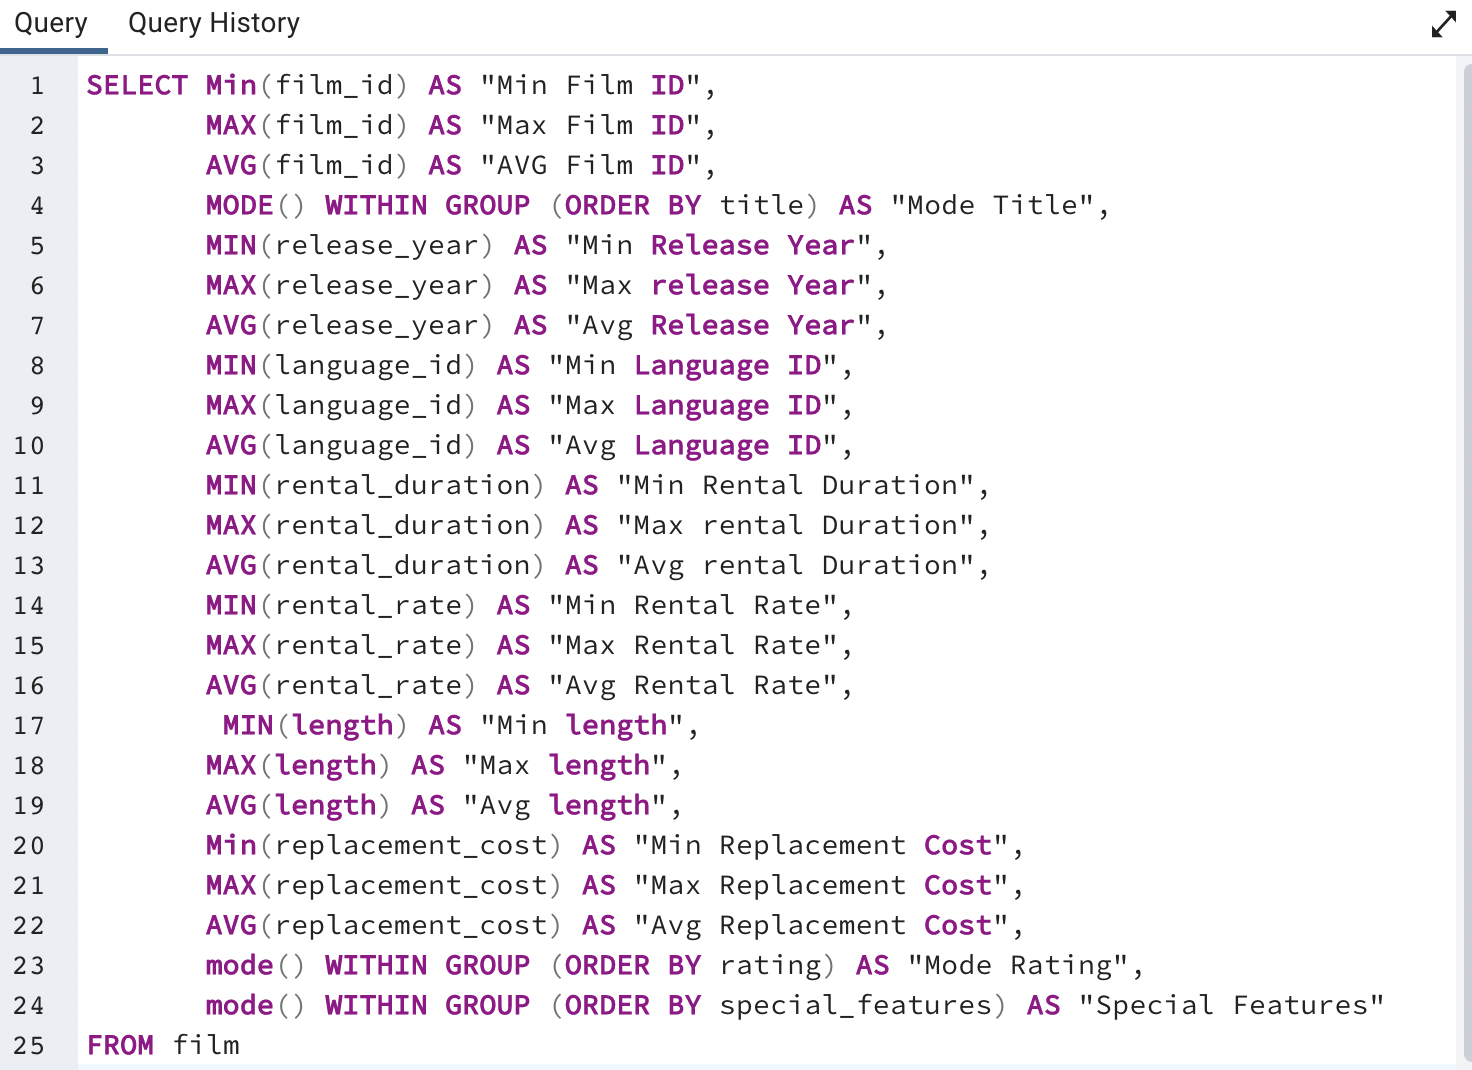 Query Query History
1 SELECT Min(film_id) AS "Min Film ID",
2 MAX(film_id) AS "Max Film ID",
3 AVG(film_id) AS "AVG Film ID",
4 MODE() WITHIN GROUP (ORDER BY title) AS "Mode Title",
5 MIN(release_year) AS "Min Release Year",
6 MAX(release_year) AS "Max release Year",
7 AVG(release_year) AS "Avg Release Year",
8 MIN(language_id) AS "Min Language ID",
9 MAX(language_id) AS "Max Language ID",
10 AVG(language_id) AS "Avg Language ID",
11 MIN(rental_duration) AS "Min Rental Duration",
12 MAX(rental_duration) AS "Max rental Duration",
13 AVG(rental_duration) AS "Avg rental Duration",
14 MIN(rental_rate) AS "Min Rental Rate",
15 MAX(rental_rate) AS "Max Rental Rate",
16 AVG(rental_rate) AS "Avg Rental Rate",
17 MIN(length) AS "Min length",
18 MAX(length) AS "Max length",
19 AVG(length) AS "Avg length",
20 Min(replacement_cost) AS "Min Replacement Cost",
21 MAX(replacement_cost) AS "Max Replacement Cost",
22 AVG(replacement_cost) AS "Avg Replacement Cost",
23 mode() WITHIN GROUP (ORDER BY rating) AS "Mode Rating",
24 mode() WITHIN GROUP (ORDER BY special_features) AS "Special Features"
25 FROM film